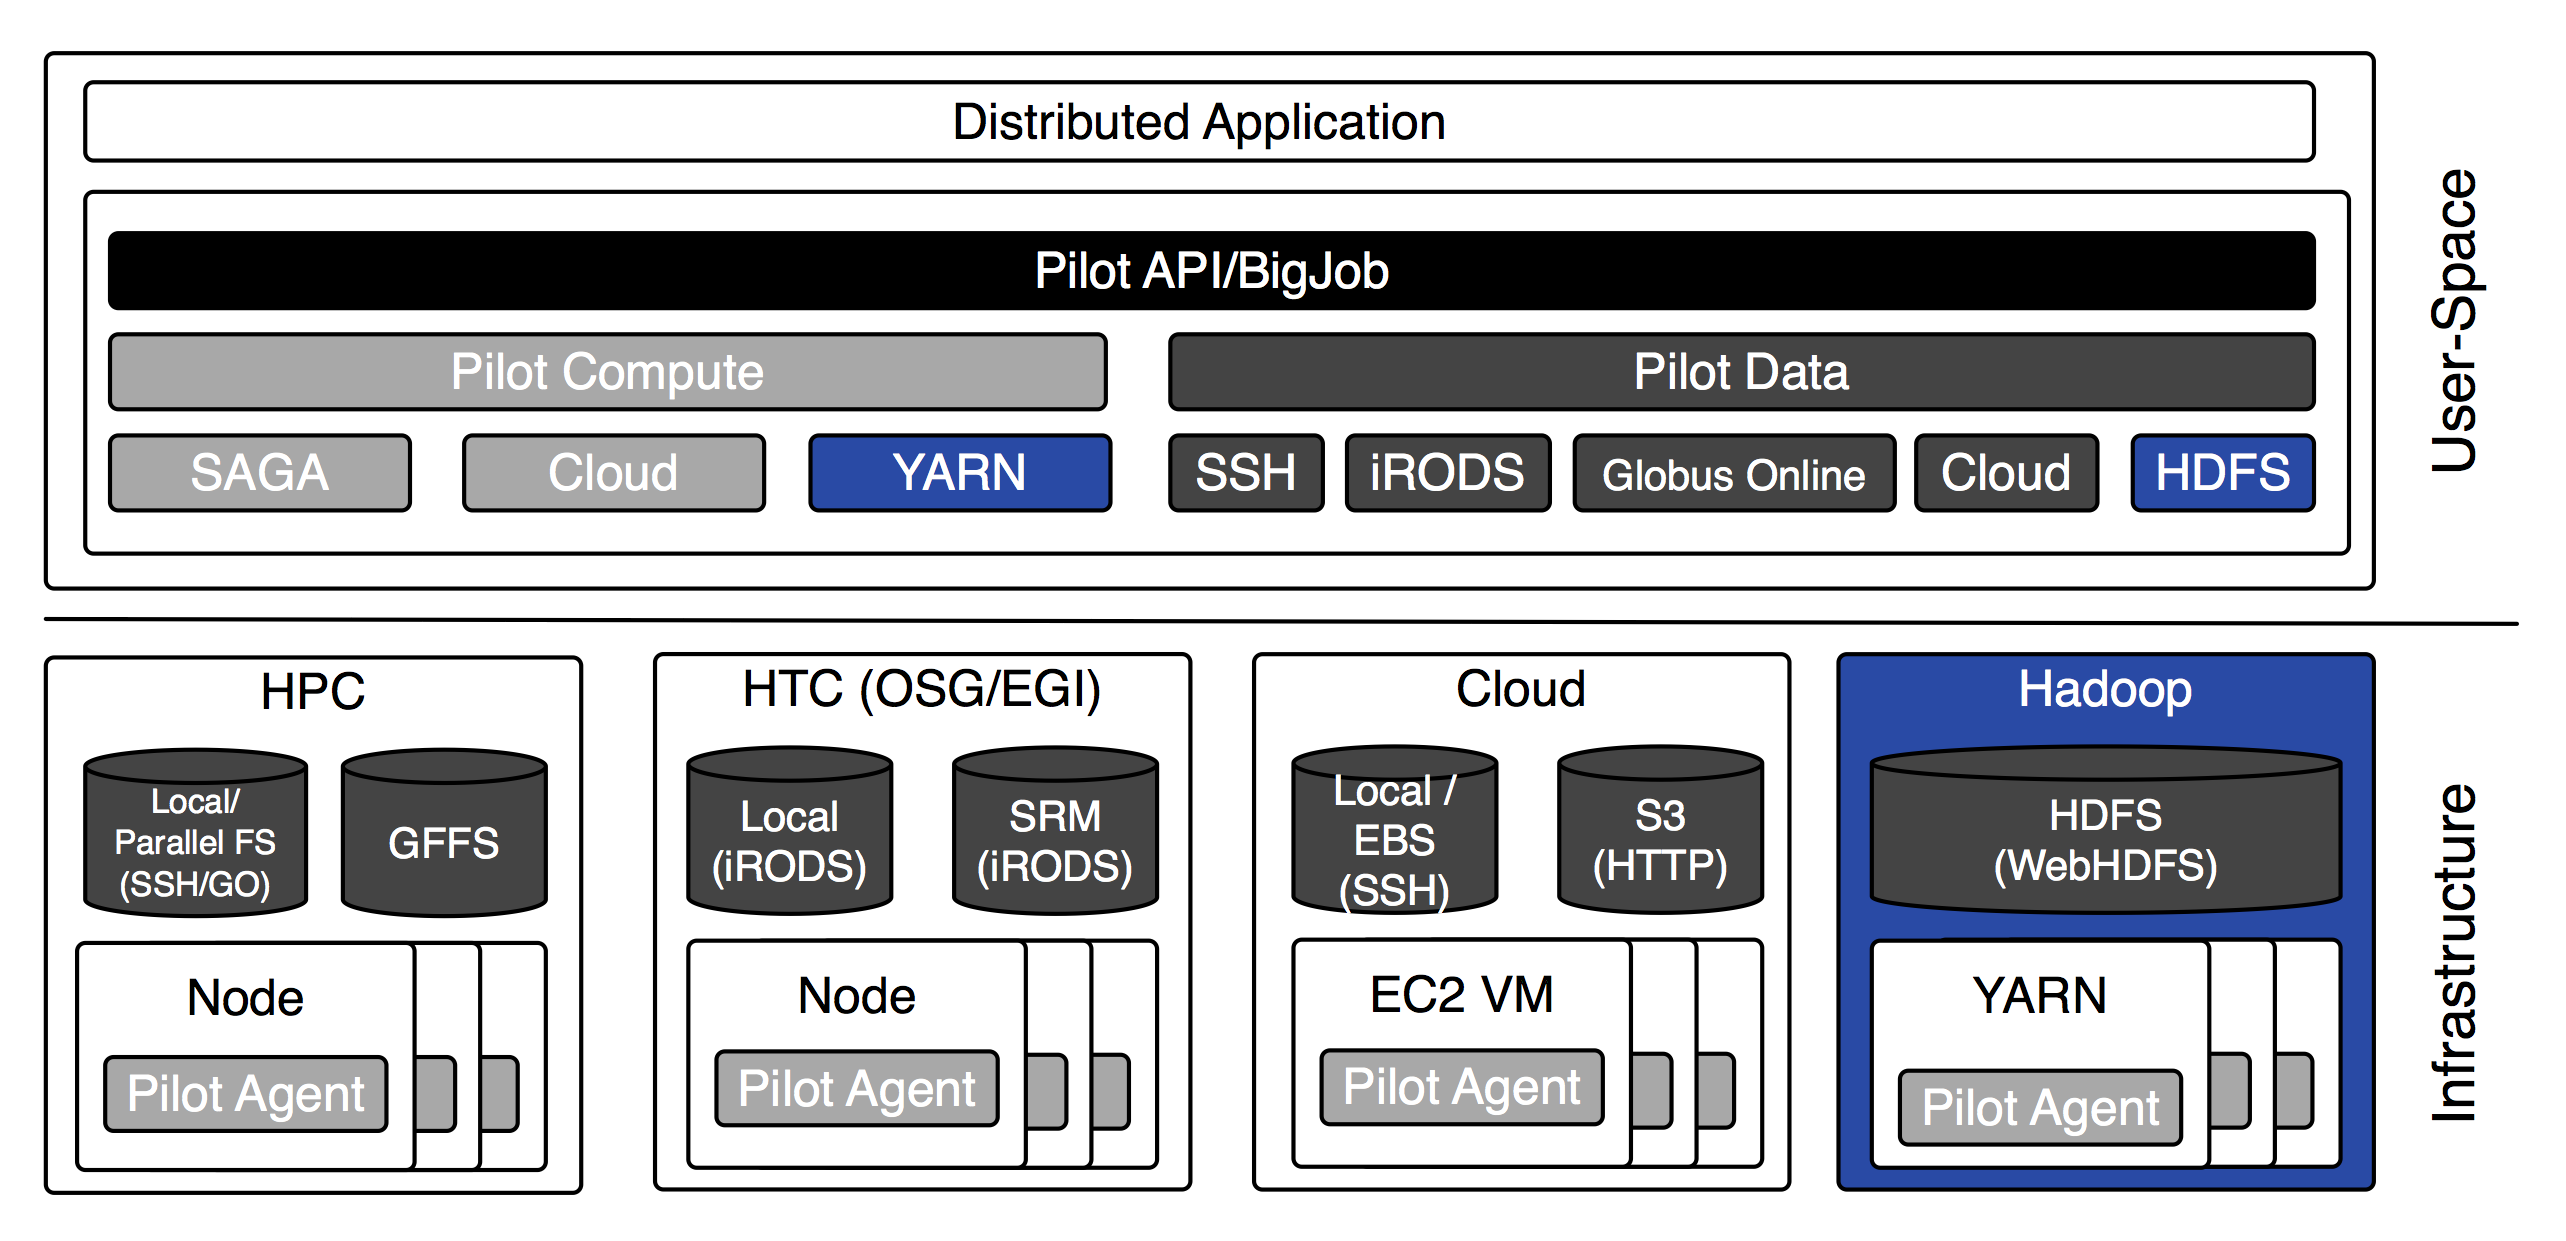 Distributed Application
Pilot API/BigJob
Pilot Compute
Pilot Data
SAGA
Cloud
YARN
SSH
iRODS
Globus Online
Cloud
HDFS
User-Space
HPC
Local/
Parallel FS
(SSH/GO)
GFFS
Node
Pilot Agent
HTC (OSG/EGI)
Local
(iRODS)
SRM
(iRODS)
Node
Pilot Agent
Cloud
Local /
EBS
(SSH)
S3
(HTTP)
EC2 VM
Pilot Agent
Hadoop
HDFS
(WebHDFS)
YARN
Pilot Agent
Infrastructure